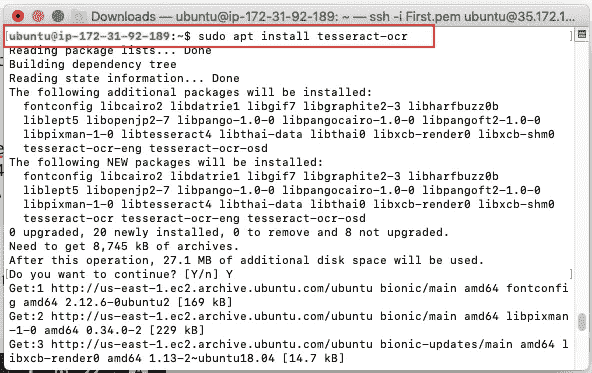 Downloads — ubuntu@ip-172-31-92-189: ~ — ssh -i First.pem ubuntu@35.172.1...
[ubuntu@ip-172-31-92-189:~$ sudo apt install tesseract-ocr ]
Reading package lists... Done
Building dependency tree
Reading state information... Done
The following additional packages will be installed:
fontconfig libcairo2 libdatrie1 libgif7 libgraphite2-3 libharfbuzz0b
liblept5 libopenjp2-7 libpango-1.0-0 libpangocairo-1.0-0 libpangoft2-1.0-0
libpixman-1-0 libtesseract4 libthai-data libthai0 libxcb-render0 libxcb-shm0
tesseract-ocr-eng tesseract-ocr-osd
The following NEW packages will be installed:
fontconfig libcairo2 libdatrie1 libgif7 libgraphite2-3 libharfbuzz0b
liblept5 libopenjp2-7 libpango-1.0-0 libpangocairo-1.0-0 libpangoft2-1.0-0
libpixman-1-0 libtesseract4 libthai-data libthai0 libxcb-render0 libxcb-shm0
tesseract-ocr tesseract-ocr-eng tesseract-ocr-osd
0 upgraded, 20 newly installed, 0 to remove and 8 not upgraded.
Need to get 8,745 kB of archives.
After this operation, 27.1 MB of additional disk space will be used.
[Do you want to continue? [Y/n] Y ]
Get:1 http://us-east-1.ec2.archive.ubuntu.com/ubuntu bionic/main amd64 fontconfi
g amd64 2.12.6-0ubuntu2 [169 kB]
Get:2 http://us-east-1.ec2.archive.ubuntu.com/ubuntu bionic/main amd64 libpixman
-1-0 amd64 0.34.0-2 [229 kB]
Get:3 http://us-east-1.ec2.archive.ubuntu.com/ubuntu bionic-updates/main amd64 l
ibxcb-render0 amd64 1.13-2~ubuntu18.04 [14.7 kB]